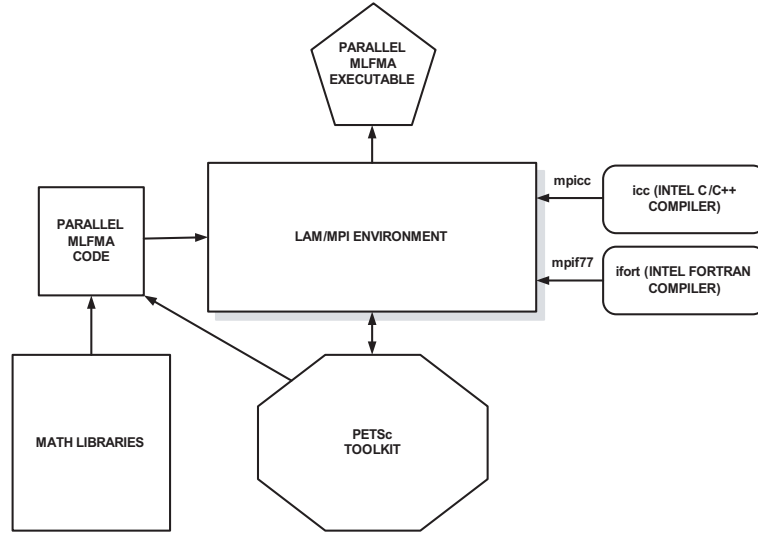 PARALLEL
MLFMA
EXECUTABLE
mpicc
icc (INTEL C/C++
COMPILER)
PARALLEL
MLFMA
CODE
LAM/MPI ENVIRONMENT
mpif77
ifort (INTEL FORTRAN
COMPILER)
MATH LIBRARIES
PETSc
TOOLKIT